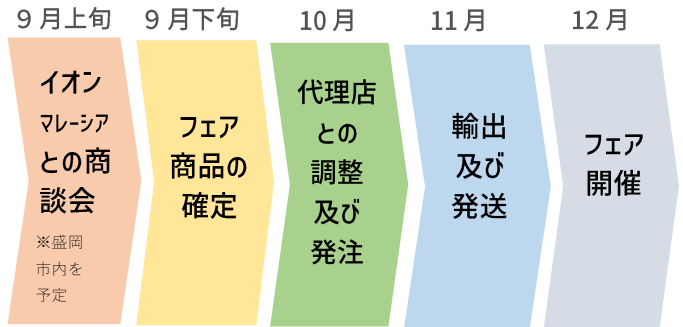 9月上旬
9月下旬
10月
11月
12月
イオン
マレーシア
との商
談会
※盛岡
市内を
予定
フェア
商品の
確定
代理店
との
調整
及び
発注
輸出
及び
発送
フェア
開催